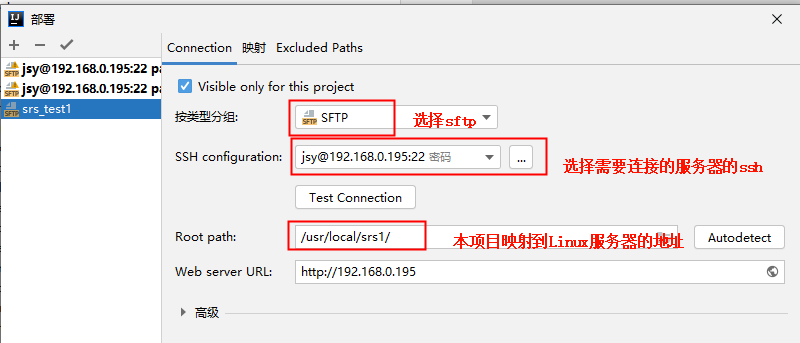 IJ 部署
Connection 映射 Excluded Paths
SFTP jsy@192.168.0.195:22 pa
SFTP jsy@192.168.0.195:22 pa
SFTP srs_test1
Visible only for this project
按类型分组: SFTP SFTP 选择sftp
SSH configuration: jsy@192.168.0.195:22 密码 ... 选择需要连接的服务器的ssh
Test Connection
Root path: /usr/local/srs1/ 本项目映射到Linux服务器的地址 Autodetect
Web server URL: http://192.168.0.195
高级